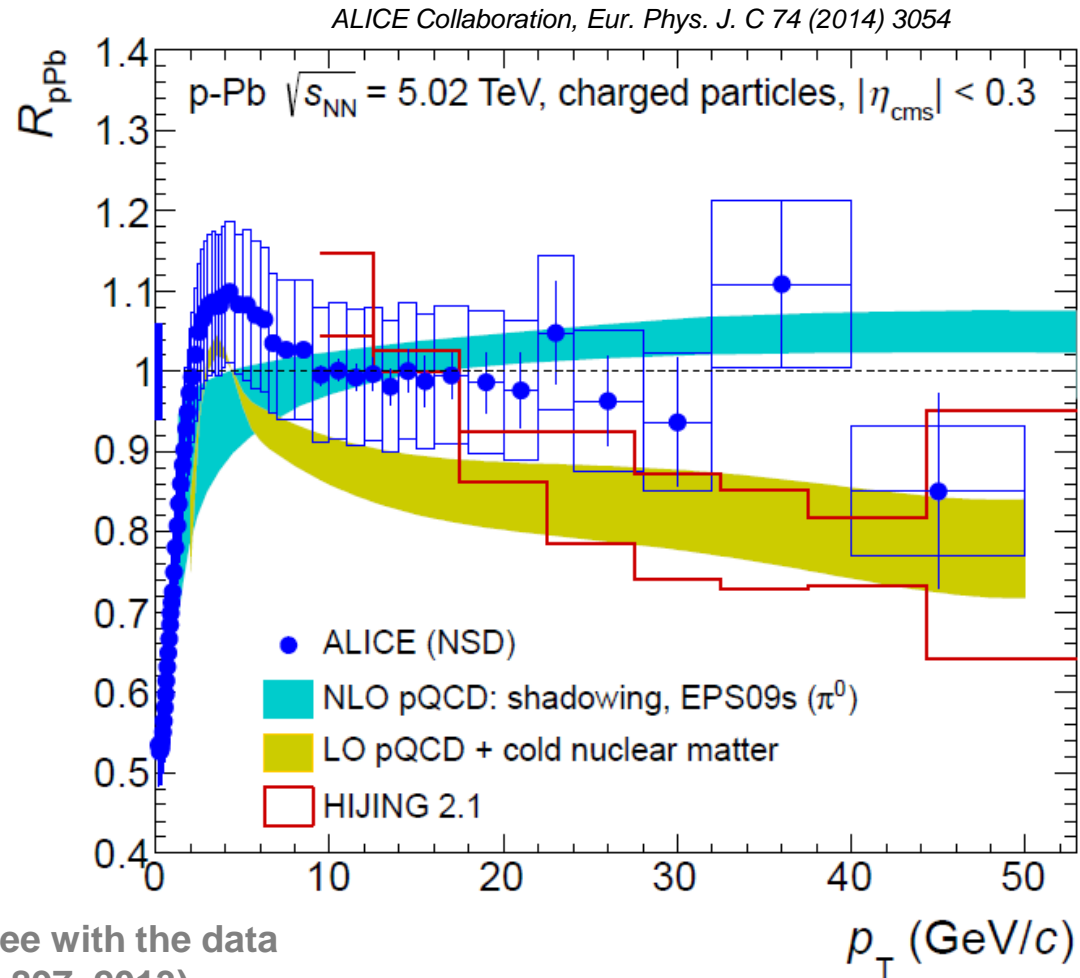 ALICE Collaboration, Eur. Phys. J. C 74 (2014) 3054
R_pPb
1.4
1.3
1.2
1.1
1
0.9
0.8
0.7
0.6
0.5
0.4
p-Pb √s_NN = 5.02 TeV, charged particles, |η_cms| < 0.3
ALICE (NSD)
NLO pQCD: shadowing, EPS09s (π⁰)
LO pQCD + cold nuclear matter
HIJING 2.1
0 10 20 30 40 50
p_T (GeV/c)
ee with the data